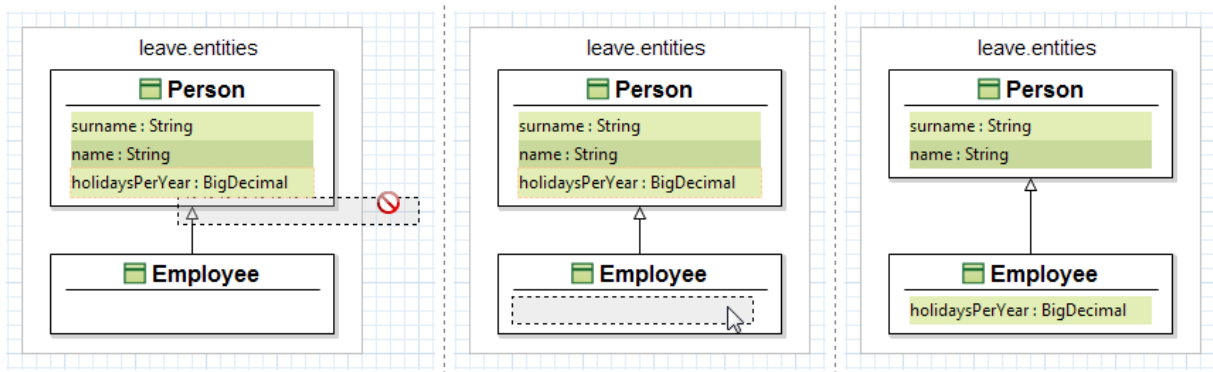 leave.entities
Person
surname : String
name : String
holidaysPerYear : BigDecimal
Employee
leave.entities
Person
surname : String
name : String
holidaysPerYear : BigDecimal
Employee
leave.entities
Person
surname : String
name : String
Employee
holidaysPerYear : BigDecimal